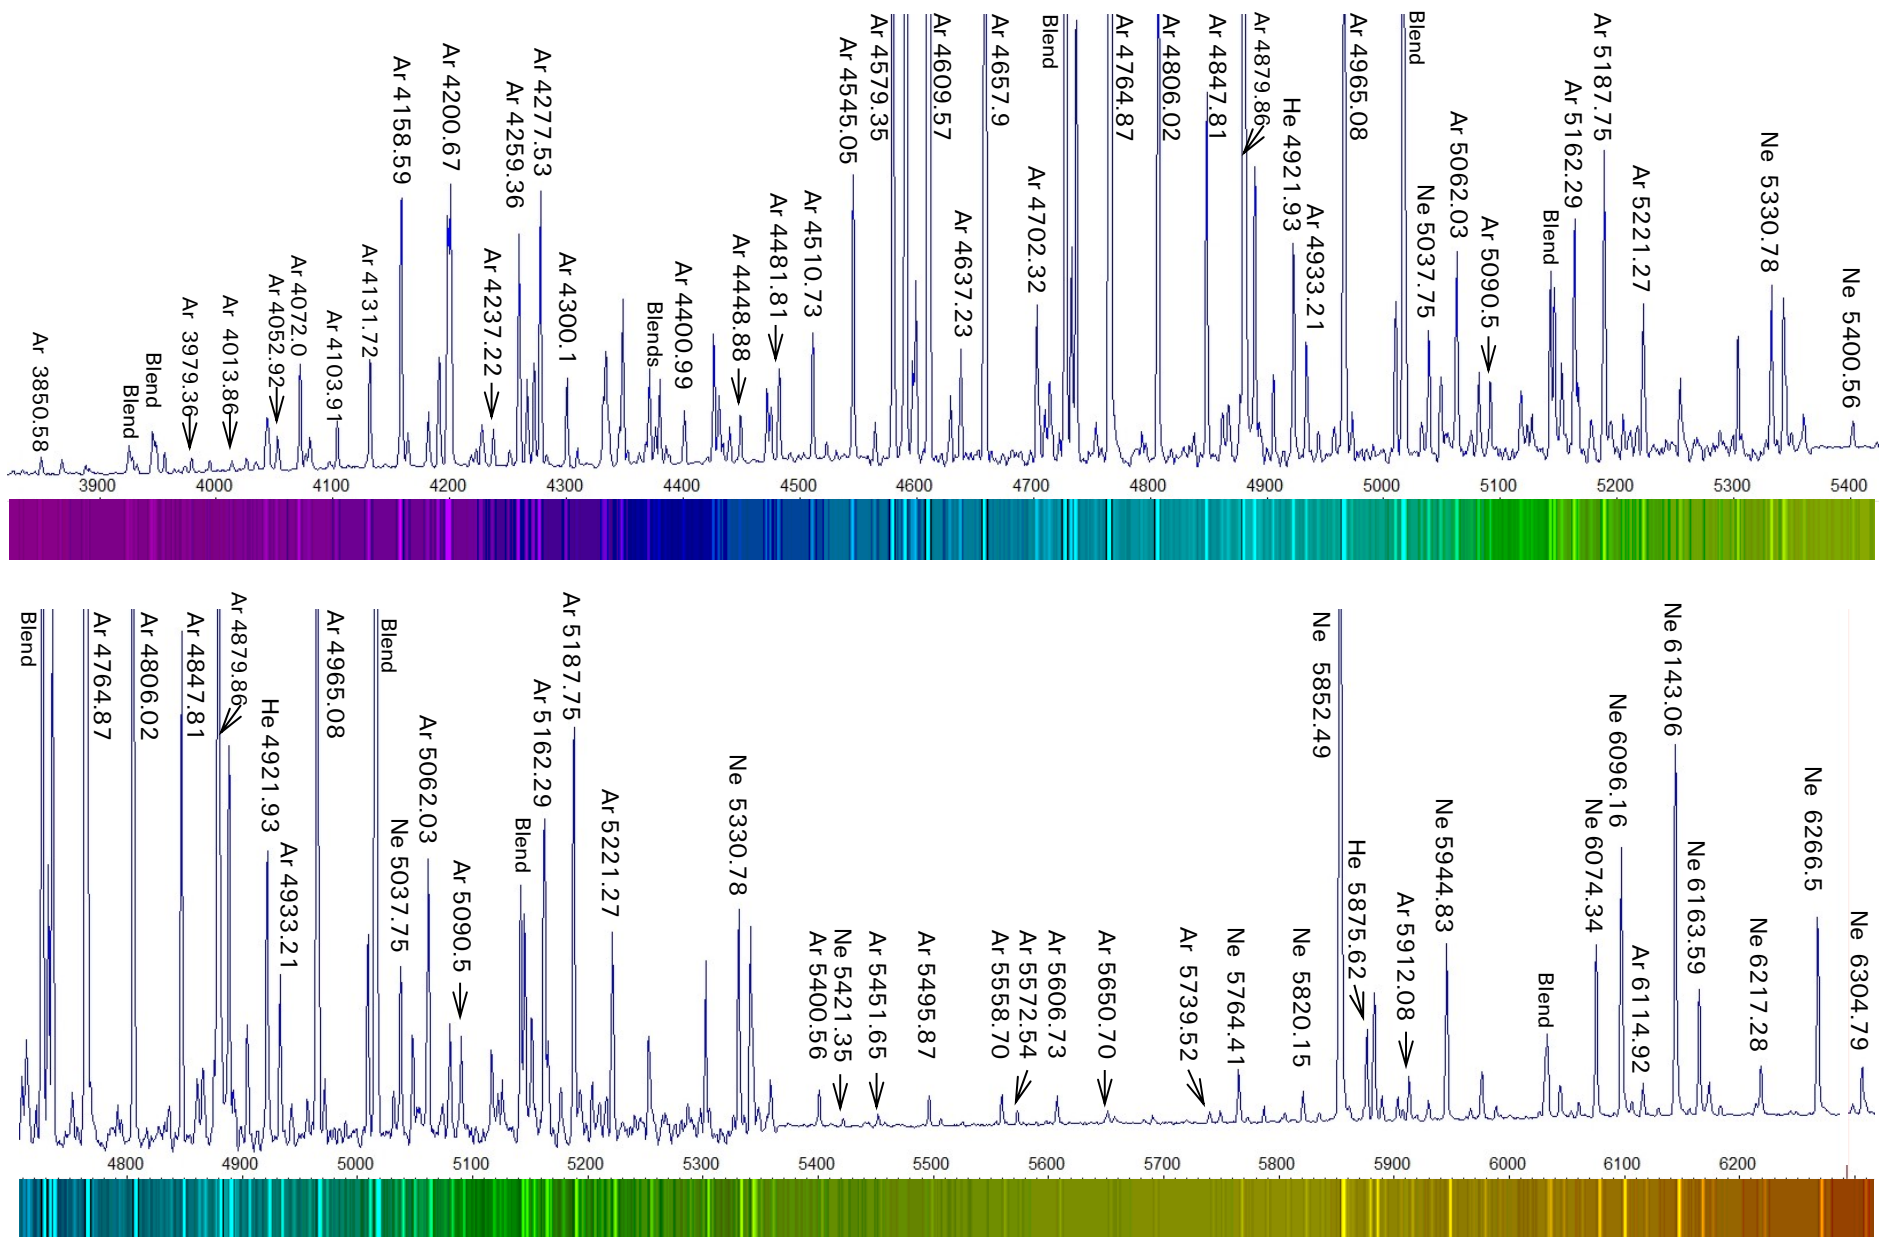 Ar 3850.58
Blend
Blend
Ar 3979.36
Ar 4013.86
Ar 4052.92
Ar 4072.0
Ar 4103.91
Ar 4131.72
Ar 4158.59
Ar 4200.67
Ar 4237.22
Ar 4259.36
Ar 4277.53
Ar 4300.1
Blends
Ar 4400.99
Ar 4448.88
Ar 4481.81
Ar 4510.73
Ar 4545.05
Ar 4579.35
Ar 4609.57
Ar 4637.23
Ar 4657.9
Ar 4702.32
Blend
Ar 4764.87
Ar 4806.02
Ar 4847.81
Ar 4879.86
He 4921.93
Ar 4933.21
Ar 4965.08
Blend
Ne 5037.75
Ar 5062.03
Ar 5090.5
Blend
Ar 5162.29
Ar 5187.75
Ar 5221.27
Ne 5330.78
Ne 5400.56
3900 4000 4100 4200 4300 4400 4500 4600 4700 4800 4900 5000 5100 5200 5300 5400
Blend
Ar 4764.87
Ar 4806.02
Ar 4847.81
Ar 4879.86
He 4921.93
Ar 4933.21
Ar 4965.08
Blend
Ne 5037.75
Ar 5062.03
Ar 5090.5
Blend
Ar 5162.29
Ar 5187.75
Ar 5221.27
Ne 5330.78
Ar 5400.56
Ne 5421.35
Ar 5451.65
Ar 5495.87
Ar 5558.70
Ar 5572.54
Ar 5606.73
Ar 5650.70
Ar 5739.52
Ne 5764.41
Ne 5820.15
Ne 5852.49
He 5875.62
Ar 5912.08
Ne 5944.83
Blend
Ne 6074.34
Ne 6096.16
Ar 6114.92
Ne 6143.06
Ne 6163.59
Ne 6217.28
Ne 6266.5
Ne 6304.79
4800 4900 5000 5100 5200 5300 5400 5500 5600 5700 5800 5900 6000 6100 6200